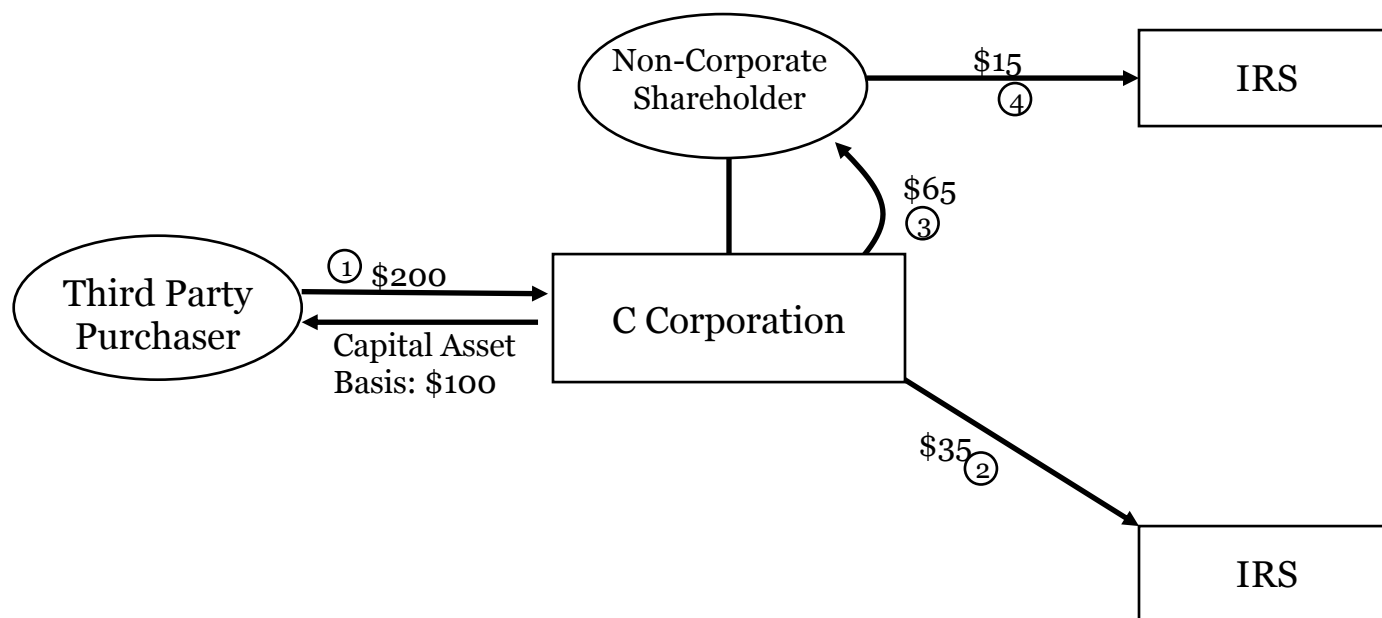 Non-Corporate
Shareholder
$15
4
IRS
$65
3
1 $200
Third Party
Purchaser
C Corporation
Capital Asset
Basis: $100
$35
2
IRS